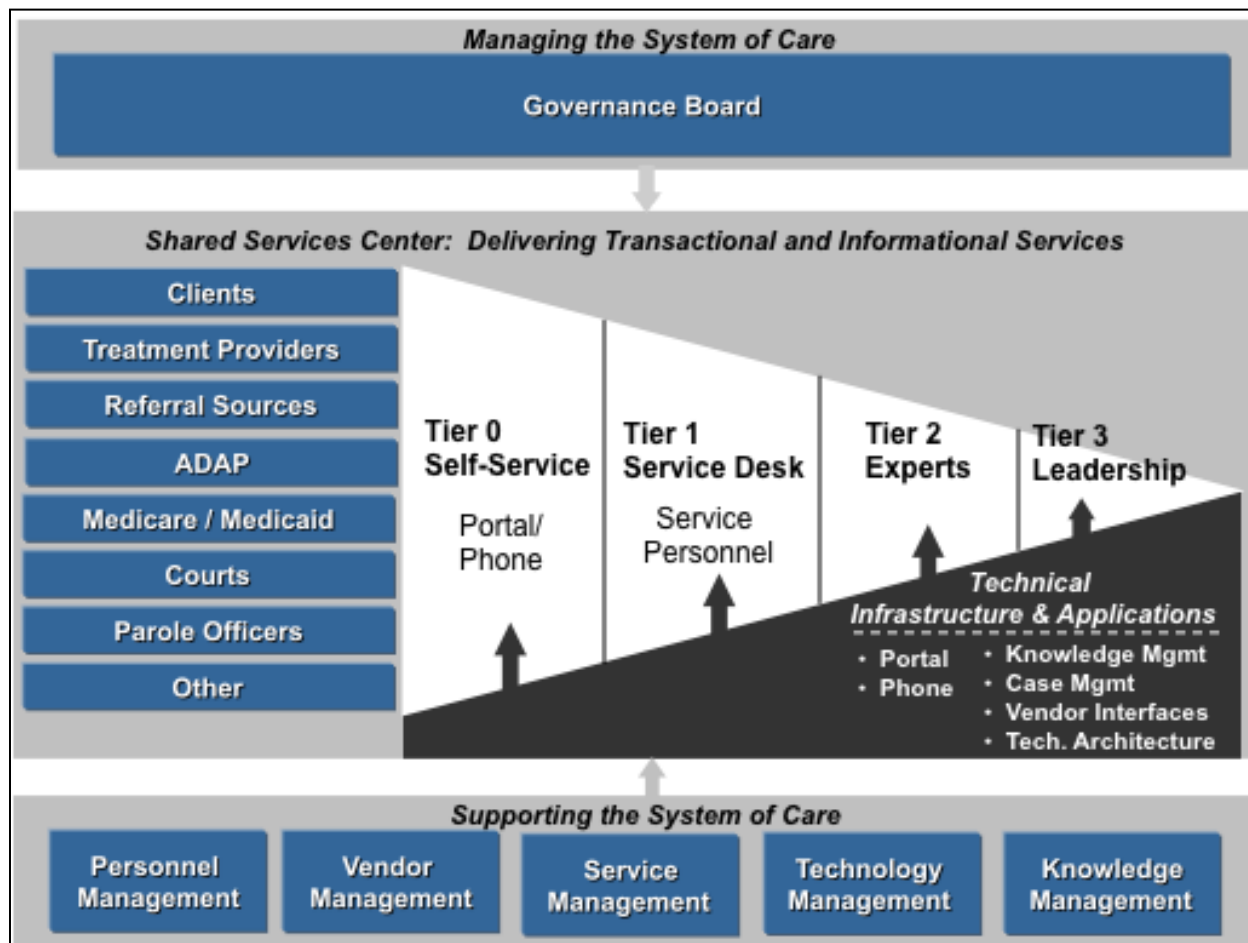 Managing the System of Care
Governance Board
Shared Services Center: Delivering Transactional and Informational Services
Clients
Treatment Providers
Referral Sources
ADAP
Medicare / Medicaid
Courts
Parole Officers
Other
Tier 0
Self-Service
Portal/
Phone
Tier 1
Service Desk
Service
Personnel
Tier 2
Experts
Tier 3
Leadership
Technical
Infrastructure & Applications
• Portal
• Phone
• Knowledge Mgmt
• Case Mgmt
• Vendor Interfaces
• Tech. Architecture
Supporting the System of Care
Personnel
Management
Vendor
Management
Service
Management
Technology
Management
Knowledge
Management